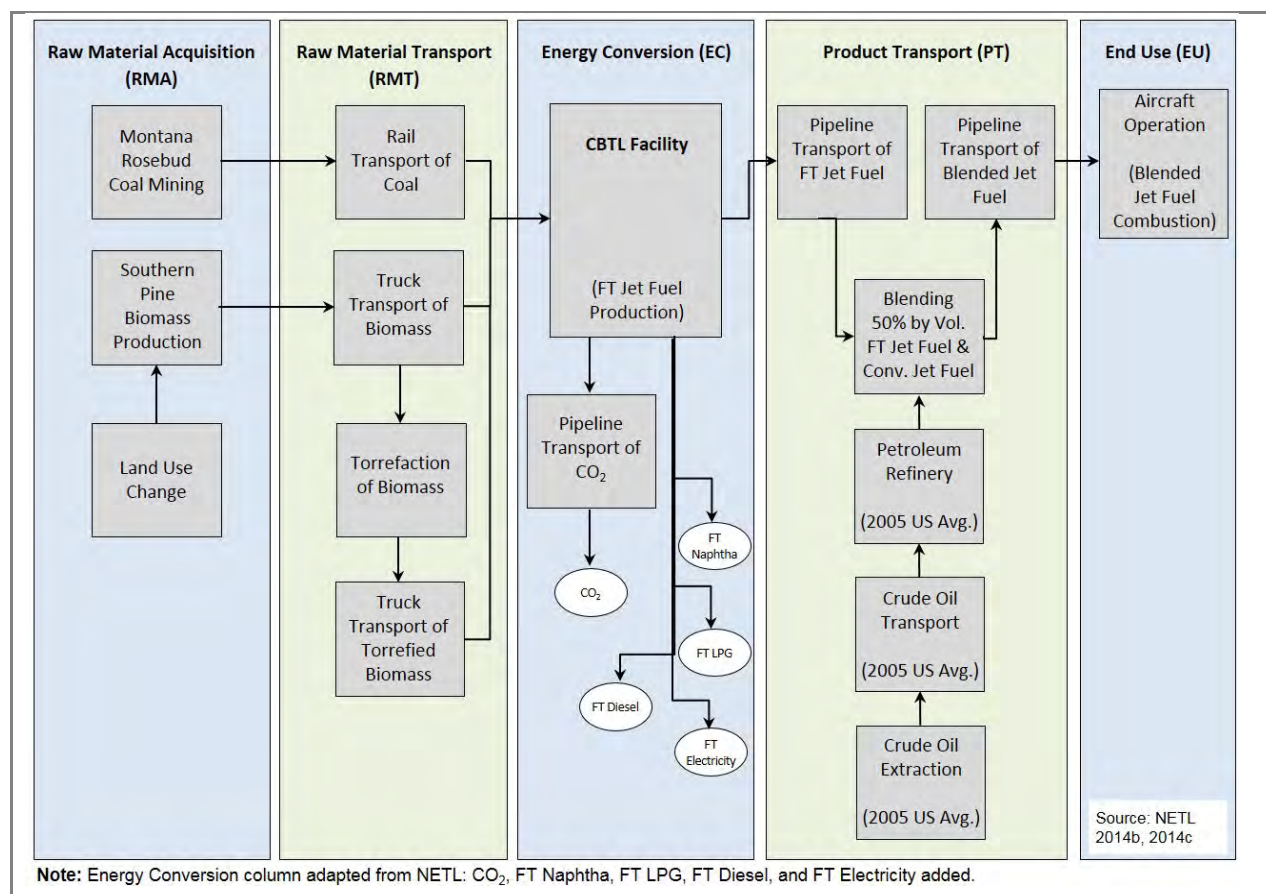 Raw Material Acquisition
(RMA)
Montana
Rosebud
Coal Mining
Southern
Pine
Biomass
Production
Land Use
Change
Raw Material Transport
(RMT)
Rail
Transport of
Coal
Truck
Transport of
Biomass
Torrefaction
of Biomass
Truck
Transport of
Torrefied
Biomass
Energy Conversion (EC)
CBTL Facility
(FT Jet Fuel
Production)
Pipeline
Transport of
CO₂
CO₂
FT
Naphtha
FT LPG
FT Diesel
FT
Electricity
Product Transport (PT)
Pipeline
Transport of
FT Jet Fuel
Pipeline
Transport of
Blended Jet
Fuel
Blending
50% by Vol.
FT Jet Fuel &
Conv. Jet Fuel
Petroleum
Refinery
(2005 US Avg.)
Crude Oil
Transport
(2005 US Avg.)
Crude Oil
Extraction
(2005 US Avg.)
End Use (EU)
Aircraft
Operation
(Blended
Jet Fuel
Combustion)
Source: NETL
2014b, 2014c
Note: Energy Conversion column adapted from NETL: CO₂, FT Naphtha, FT LPG, FT Diesel, and FT Electricity added.